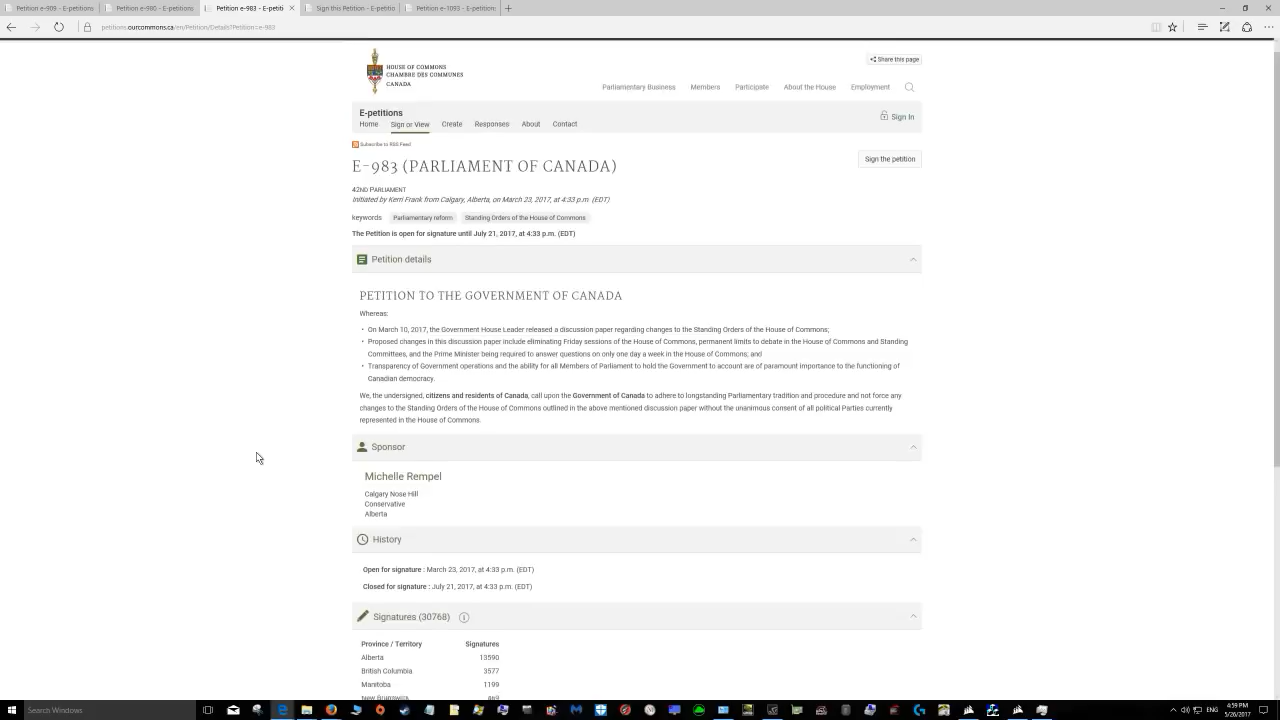 Petition e-909 - E-petitions
Petition e-980 - E-petitions
Petition e-983 - E-peti
Sign this Petition - E-petit
Petition e-1093 - E-petitions
petitions.ourcommons.ca/en/Petition/Details?Petition=e-983
HOUSE OF COMMONS
CHAMBRE DES COMMUNES
CANADA
Share this page
Parliamentary Business Members Participate About the House Employment
E-petitions
Home Sign or View Create Responses About Contact
Sign In
Subscribe to RSS Feed
E-983 (PARLIAMENT OF CANADA)
Sign the petition
42ND PARLIAMENT
Initiated by Kerri Frank from Calgary, Alberta, on March 23, 2017, at 4:33 p.m. (EDT)
keywords Parliamentary reform Standing Orders of the House of Commons
The Petition is open for signature until July 21, 2017, at 4:33 p.m. (EDT)
Petition details
PETITION TO THE GOVERNMENT OF CANADA
Whereas:
• On March 10, 2017, the Government House Leader released a discussion paper regarding changes to the Standing Orders of the House of Commons;
• Proposed changes in this discussion paper include eliminating Friday sessions of the House of Commons, permanent limits to debate in the House of Commons and Standing
Committees, and the Prime Minister being required to answer questions on only one day a week in the House of Commons; and
• Transparency of Government operations and the ability for all Members of Parliament to hold the Government to account are of paramount importance to the functioning of
Canadian democracy.
We, the undersigned, citizens and residents of Canada, call upon the Government of Canada to adhere to longstanding Parliamentary tradition and procedure and not force any
changes to the Standing Orders of the House of Commons outlined in the above mentioned discussion paper without the unanimous consent of all political Parties currently
represented in the House of Commons.
Sponsor
Michelle Rempel
Calgary Nose Hill
Conservative
Alberta
History
Open for signature : March 23, 2017, at 4:33 p.m. (EDT)
Closed for signature : July 21, 2017, at 4:33 p.m. (EDT)
Signatures (30768)
Province / Territory Signatures
Alberta 13590
British Columbia 3577
Manitoba 1199
New Brunswick
Search Windows
ENG
4:59 PM
5/26/2017